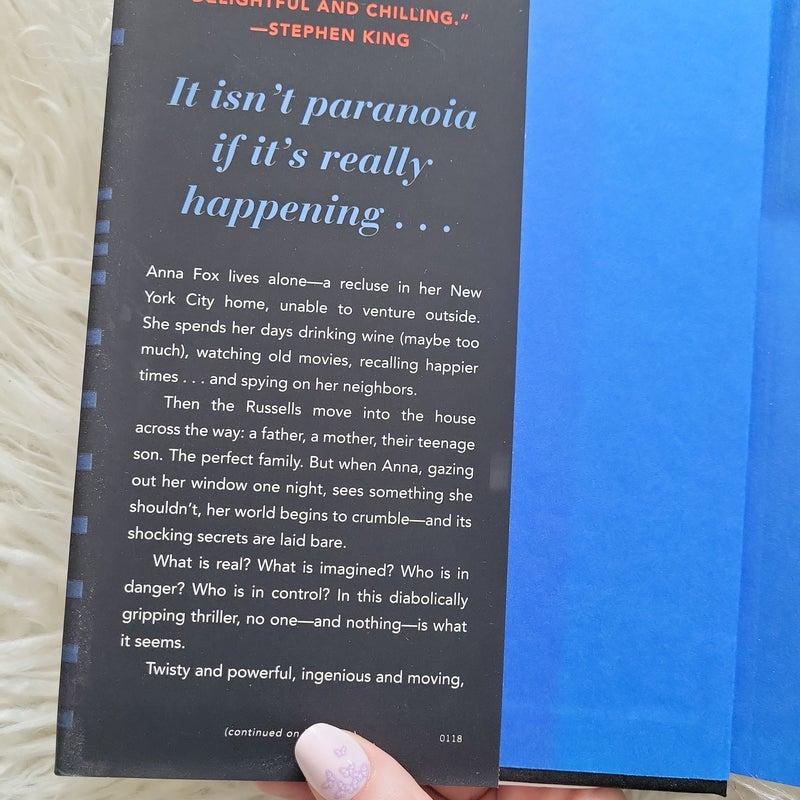 DELIGHTFUL AND CHILLING."
—STEPHEN KING
It isn't paranoia
if it's really
happening . . .
Anna Fox lives alone—a recluse in her New
York City home, unable to venture outside.
She spends her days drinking wine (maybe too
much), watching old movies, recalling happier
times . . . and spying on her neighbors.
Then the Russells move into the house
across the way: a father, a mother, their teenage
son. The perfect family. But when Anna, gazing
out her window one night, sees something she
shouldn't, her world begins to crumble—and its
shocking secrets are laid bare.
What is real? What is imagined? Who is in
danger? Who is in control? In this diabolically
gripping thriller, no one—and nothing—is what
it seems.
Twisty and powerful, ingenious and moving,
(continued on
0118